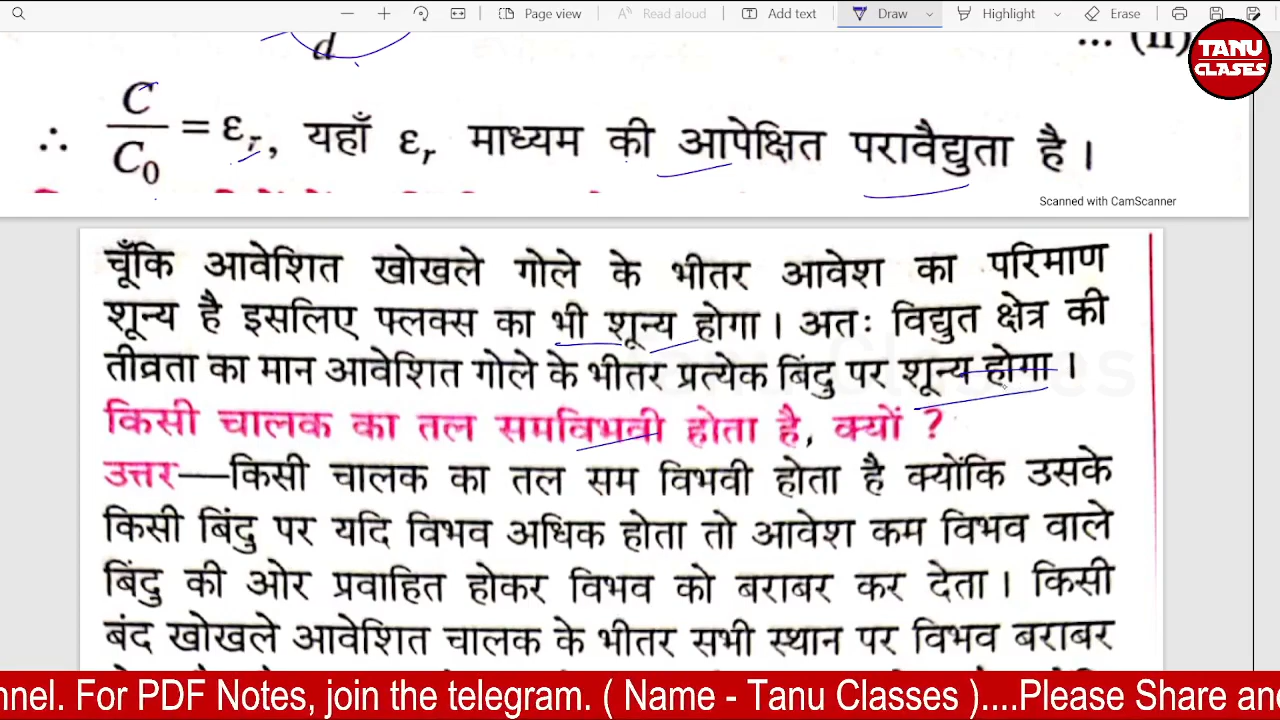 Page view
Read aloud
Add text
Draw
Highlight
Erase
TANU
CLASES
d
... (II)
∴ C/C0 = εr, यहाँ εr माध्यम की आपेक्षित परावैद्युता है।
Scanned with CamScanner
चूँकि आवेशित खोखले गोले के भीतर आवेश का परिमाण
शून्य है इसलिए फ्लक्स का भी शून्य होगा। अतः विद्युत क्षेत्र की
तीव्रता का मान आवेशित गोले के भीतर प्रत्येक बिंदु पर शून्य होगा।
किसी चालक का तल समविभवी होता है, क्यों ?
उत्तर—किसी चालक का तल सम विभवी होता है क्योंकि उसके
किसी बिंदु पर यदि विभव अधिक होता तो आवेश कम विभव वाले
बिंदु की ओर प्रवाहित होकर विभव को बराबर कर देता। किसी
बंद खोखले आवेशित चालक के भीतर सभी स्थान पर विभव बराबर
nnel. For PDF Notes, join the telegram. ( Name - Tanu Classes )....Please Share and